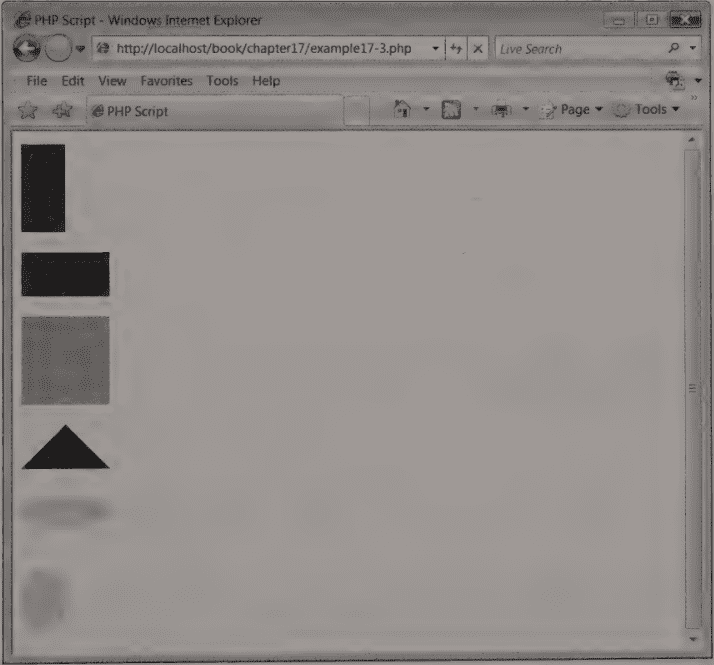 PHP Script - Windows Internet Explorer
http://localhost/book/chapter17/example17-3.php
Live Search
File Edit View Favorites Tools Help
PHP Script
Page Tools